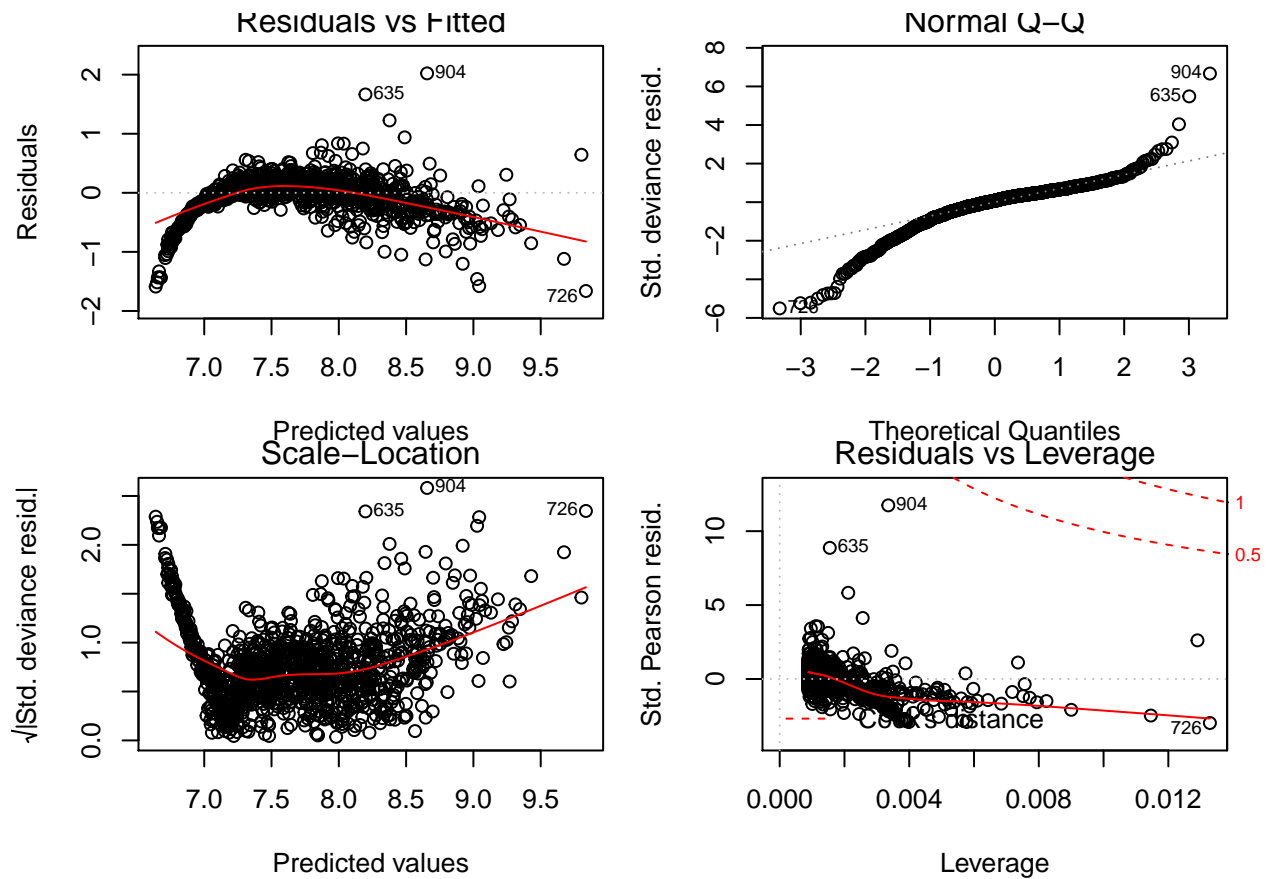 Residuals vs Fitted
Residuals
2
1
0
−1
−2
904
635
726
7.0 7.5 8.0 8.5 9.0 9.5
Predicted values
Normal Q−Q
Std. deviance resid.
8
6
4
2
−2
−6
904
635
726
−3 −2 −1 0 1 2 3
Theoretical Quantiles
Scale−Location
√|Std. deviance resid.|
2.0
1.0
0.0
904
635
726
7.0 7.5 8.0 8.5 9.0 9.5
Predicted values
Residuals vs Leverage
Std. Pearson resid.
10
5
0
904
635
1
0.5
Cook's distance
726
0.000 0.004 0.008 0.012
Leverage